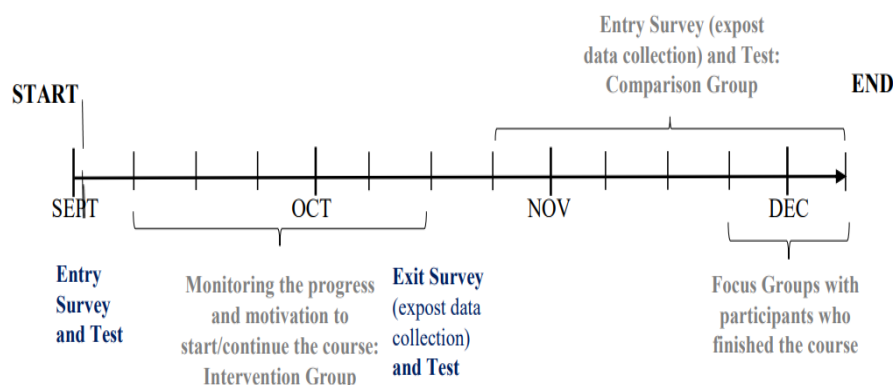 Entry Survey (expost
data collection) and Test:
Comparison Group
START
END
SEPT
OCT
NOV
DEC
Entry
Survey
and Test
Monitoring the progress
and motivation to
start/continue the course:
Intervention Group
Exit Survey
(expost data
collection)
and Test
Focus Groups with
participants who
finished the course